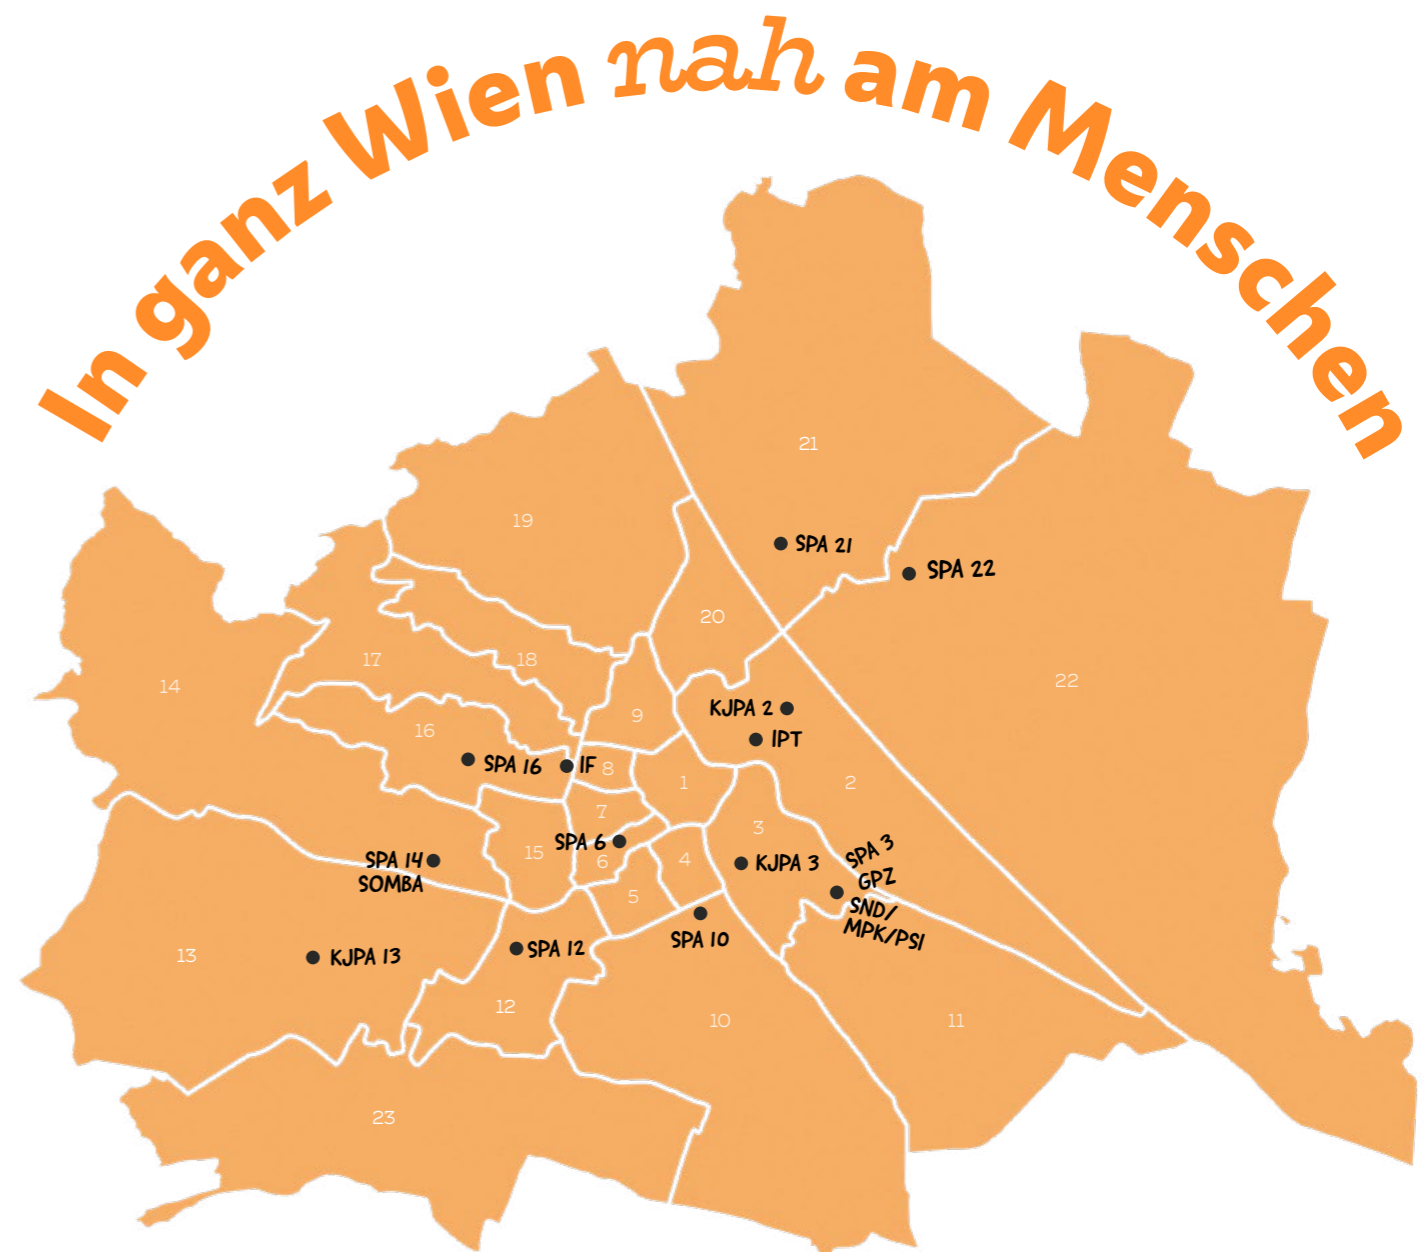 In ganz Wien nah am Menschen
21
19
SPA 21
SPA 22
20
17
18
22
14
KJPA 2
9
16
IPT
SPA 16
IF
8
1
2
7
3
SPA 6
15
6
4
SPA 3
GPZ
SND/
MPK/PSI
KJPA 3
SPA 14
SOMBA
5
SPA 10
13
KJPA 13
SPA 12
12
10
11
23